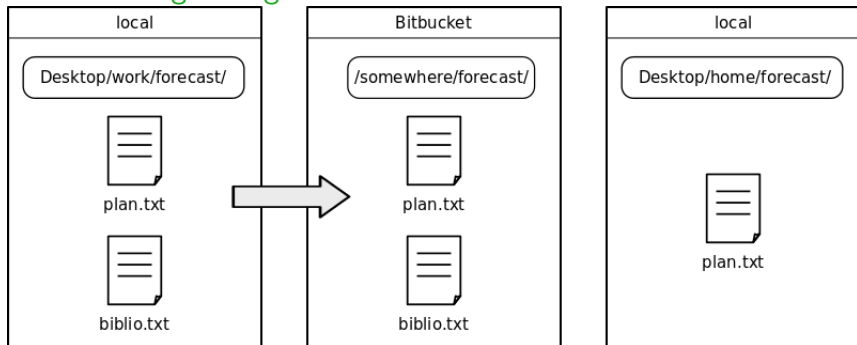 local
Desktop/work/forecast/
plan.txt
biblio.txt
Bitbucket
/somewhere/forecast/
plan.txt
biblio.txt
local
Desktop/home/forecast/
plan.txt